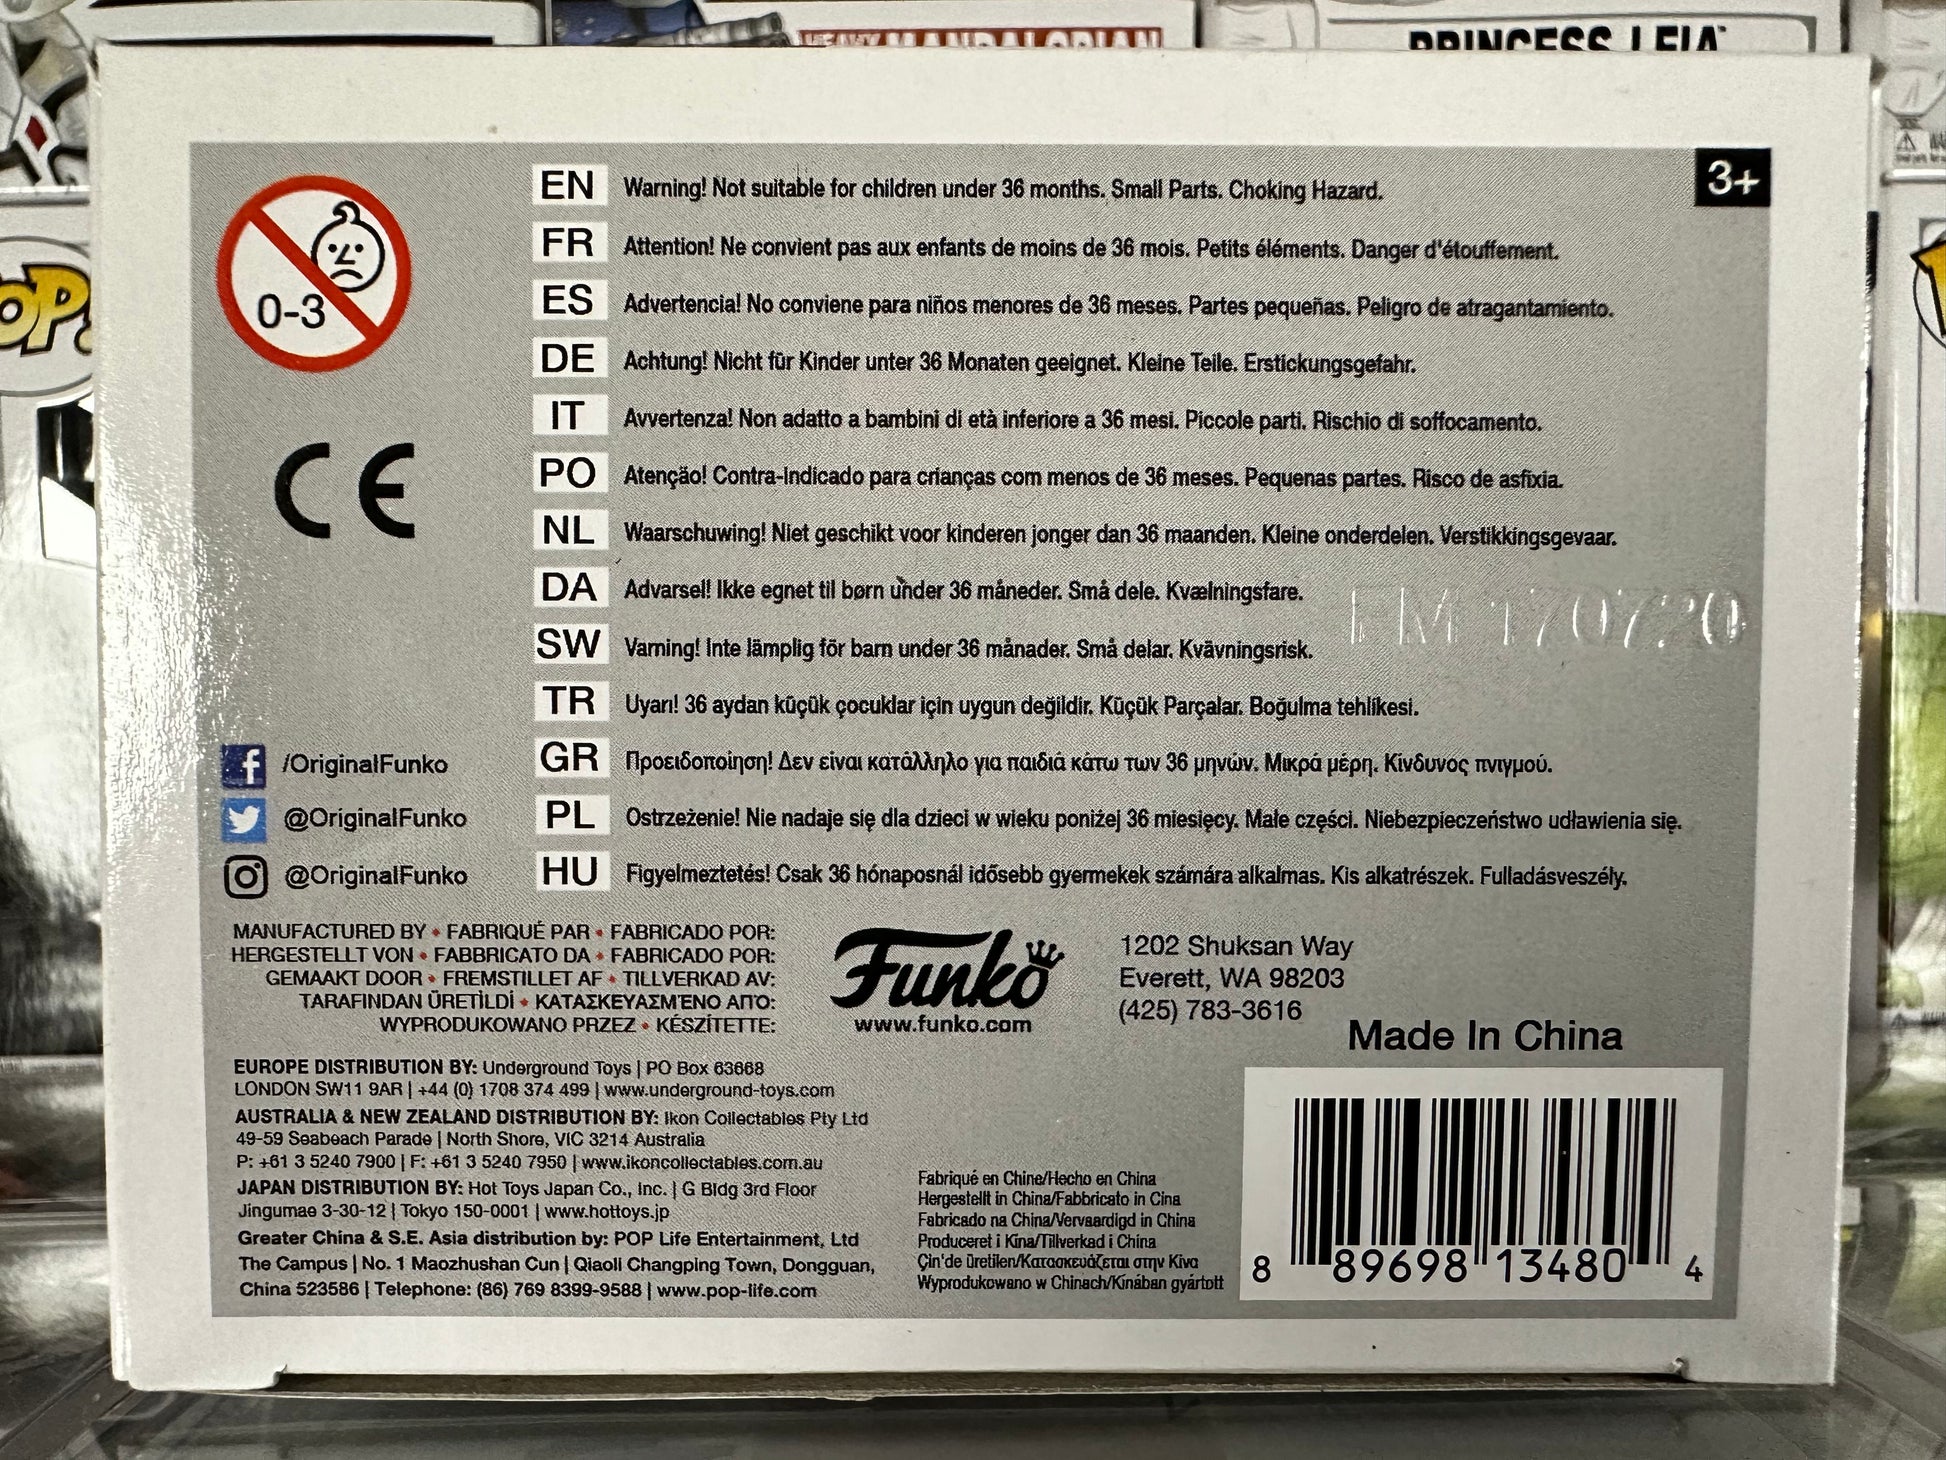 MANDALORIAN
PRINCESS LEIA
0-3
CE
3+
EN Warning! Not suitable for children under 36 months. Small Parts. Choking Hazard.
FR Attention! Ne convient pas aux enfants de moins de 36 mois. Petits éléments. Danger d'étouffement.
ES Advertencia! No conviene para niños menores de 36 meses. Partes pequeñas. Peligro de atragantamiento.
DE Achtung! Nicht für Kinder unter 36 Monaten geeignet. Kleine Teile. Erstickungsgefahr.
IT Avvertenza! Non adatto a bambini di età inferiore a 36 mesi. Piccole parti. Rischio di soffocamento.
PO Atenção! Contra-indicado para crianças com menos de 36 meses. Pequenas partes. Risco de asfixia.
NL Waarschuwing! Niet geschikt voor kinderen jonger dan 36 maanden. Kleine onderdelen. Verstikkingsgevaar.
DA Advarsel! Ikke egnet til børn under 36 måneder. Små dele. Kvælningsfare.
SW Varning! Inte lämplig för barn under 36 månader. Små delar. Kvävningsrisk.
TR Uyarı! 36 aydan küçük çocuklar için uygun değildir. Küçük Parçalar. Boğulma tehlikesi.
GR Προειδοποίηση! Δεν είναι κατάλληλο για παιδιά κάτω των 36 μηνών. Μικρά μέρη. Κίνδυνος πνιγμού.
PL Ostrzeżenie! Nie nadaje się dla dzieci w wieku poniżej 36 miesięcy. Małe części. Niebezpieczeństwo udławienia się.
HU Figyelmeztetés! Csak 36 hónaposnál idősebb gyermekek számára alkalmas. Kis alkatrészek. Fulladásveszély.
/OriginalFunko
@OriginalFunko
@OriginalFunko
MANUFACTURED BY • FABRIQUÉ PAR • FABRICADO POR:
HERGESTELLT VON • FABBRICATO DA • FABRICADO POR:
GEMAAKT DOOR • FREMSTILLET AF • TILLVERKAD AV:
TARAFINDAN ÜRETİLDİ • ΚΑΤΑΣΚΕΥΑΣΜΈΝΟ ΑΠΌ:
WYPRODUKOWANO PRZEZ • KÉSZÍTETTE:
Funko
www.funko.com
1202 Shuksan Way
Everett, WA 98203
(425) 783-3616
Made In China
EUROPE DISTRIBUTION BY: Underground Toys | PO Box 63668
LONDON SW11 9AR | +44 (0) 1708 374 499 | www.underground-toys.com
AUSTRALIA & NEW ZEALAND DISTRIBUTION BY: Ikon Collectables Pty Ltd
49-59 Seabeach Parade | North Shore, VIC 3214 Australia
P: +61 3 5240 7900 | F: +61 3 5240 7950 | www.ikoncollectables.com.au
JAPAN DISTRIBUTION BY: Hot Toys Japan Co., Inc. | G Bldg 3rd Floor
Jingumae 3-30-12 | Tokyo 150-0001 | www.hottoys.jp
Greater China & S.E. Asia distribution by: POP Life Entertainment, Ltd
The Campus | No. 1 Maozhushan Cun | Qiaoli Changping Town, Dongguan,
China 523586 | Telephone: (86) 769 8399-9588 | www.pop-life.com
Fabriqué en Chine/Hecho en China
Hergestellt in China/Fabbricato in Cina
Fabricado na China/Vervaardigd in China
Produceret i Kina/Tillverkad i China
Çin'de üretilen/Κατασκευάζεται στην Κίνα
Wyprodukowano w Chinach/Kínában gyártott
8 89698 13480 4